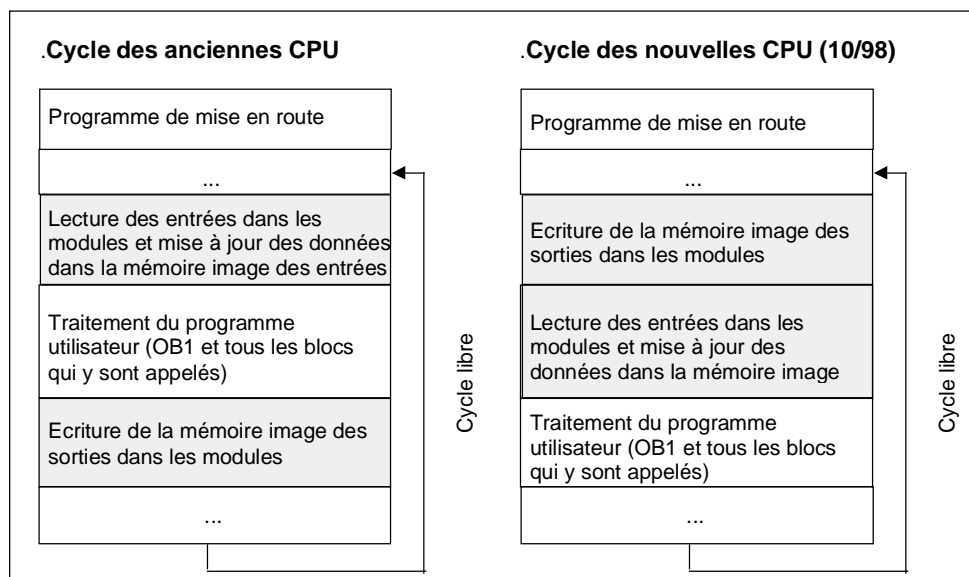 .Cycle des anciennes CPU
Programme de mise en route
...
Lecture des entrées dans les
modules et mise à jour des données
dans la mémoire image des entrées
Traitement du programme
utilisateur (OB1 et tous les blocs
qui y sont appelés)
Ecriture de la mémoire image des
sorties dans les modules
...
Cycle libre
.Cycle des nouvelles CPU (10/98)
Programme de mise en route
...
Ecriture de la mémoire image des
sorties dans les modules
Lecture des entrées dans les
modules et mise à jour des
données dans la mémoire image
Traitement du programme
utilisateur (OB1 et tous les blocs
qui y sont appelés)
...
Cycle libre